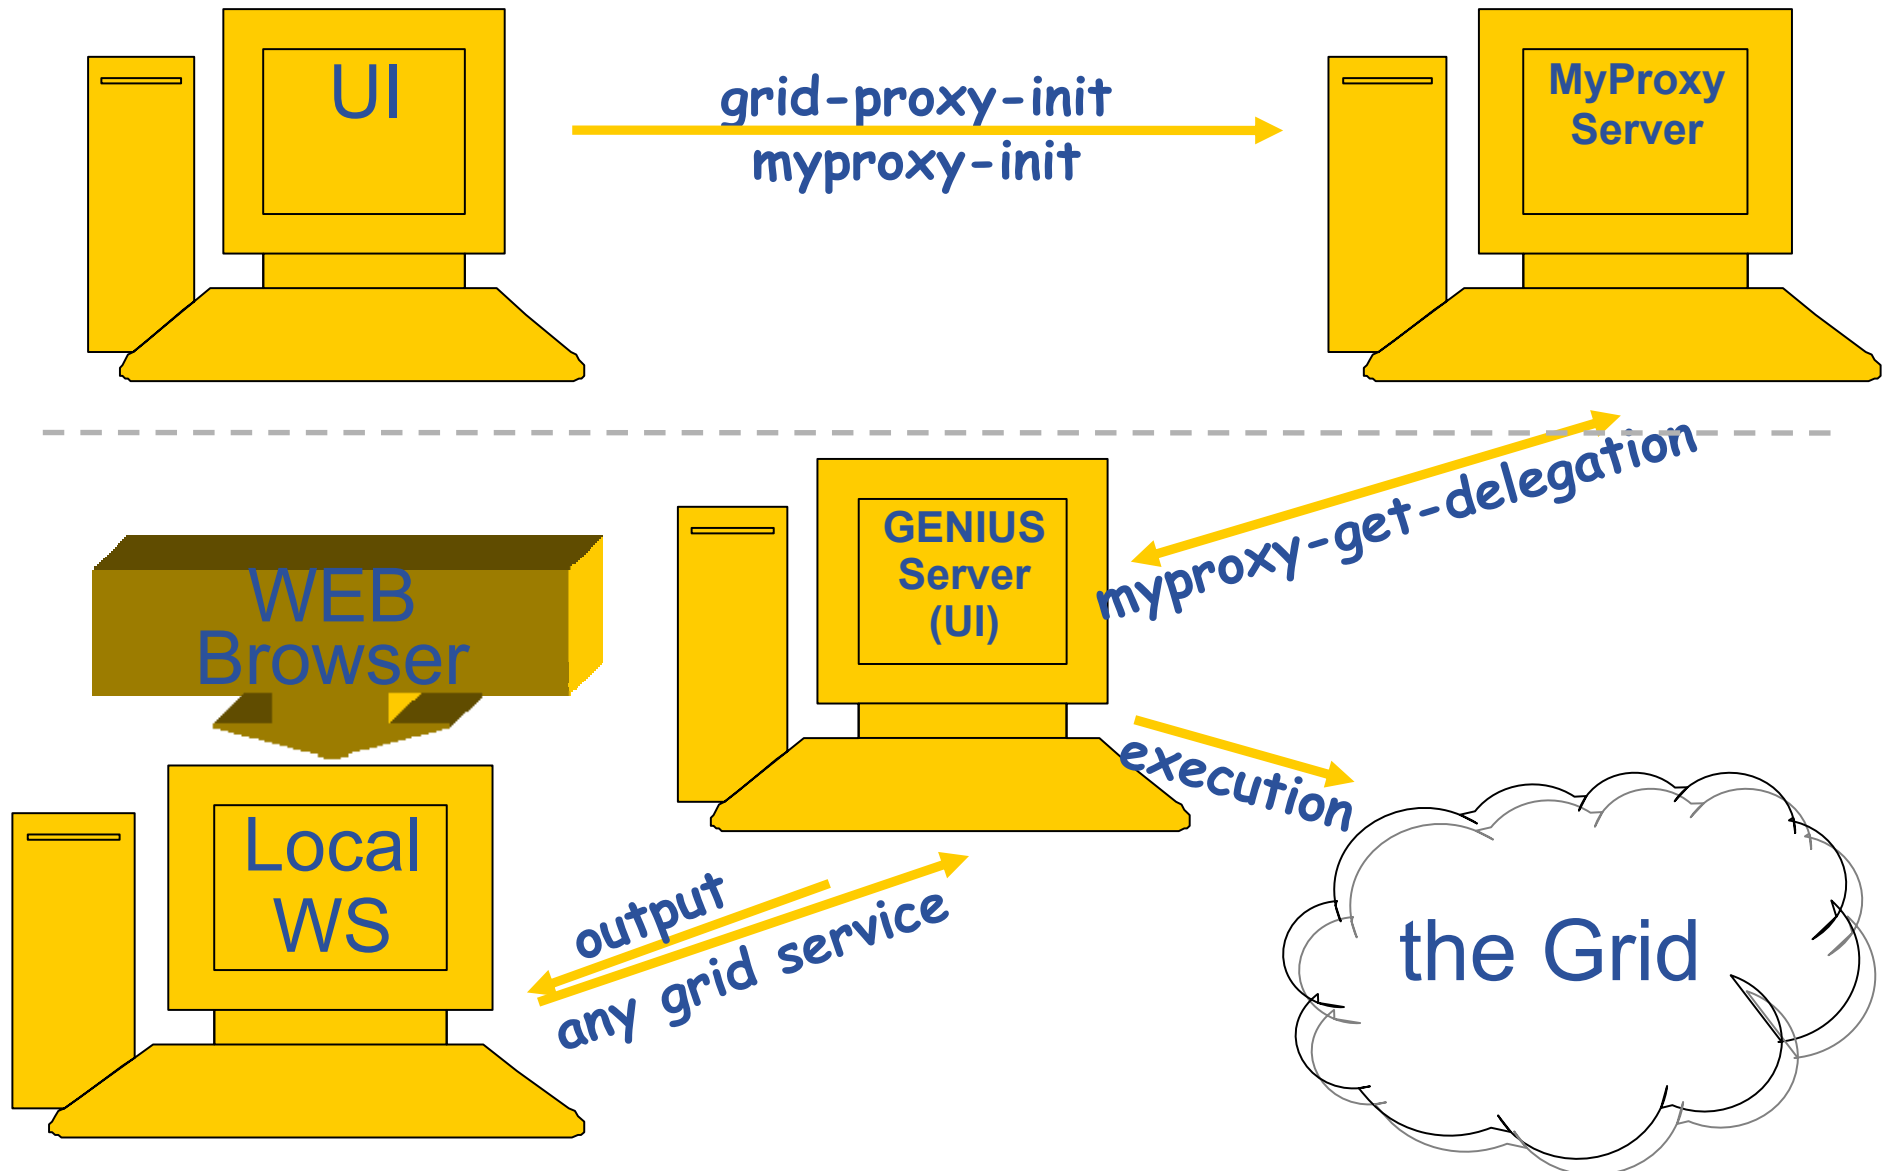 UI
grid-proxy-init
myproxy-init
MyProxy
Server
myproxy-get-delegation
GENIUS
Server
(UI)
WEB
Browser
execution
Local
WS
output
any grid service
the Grid